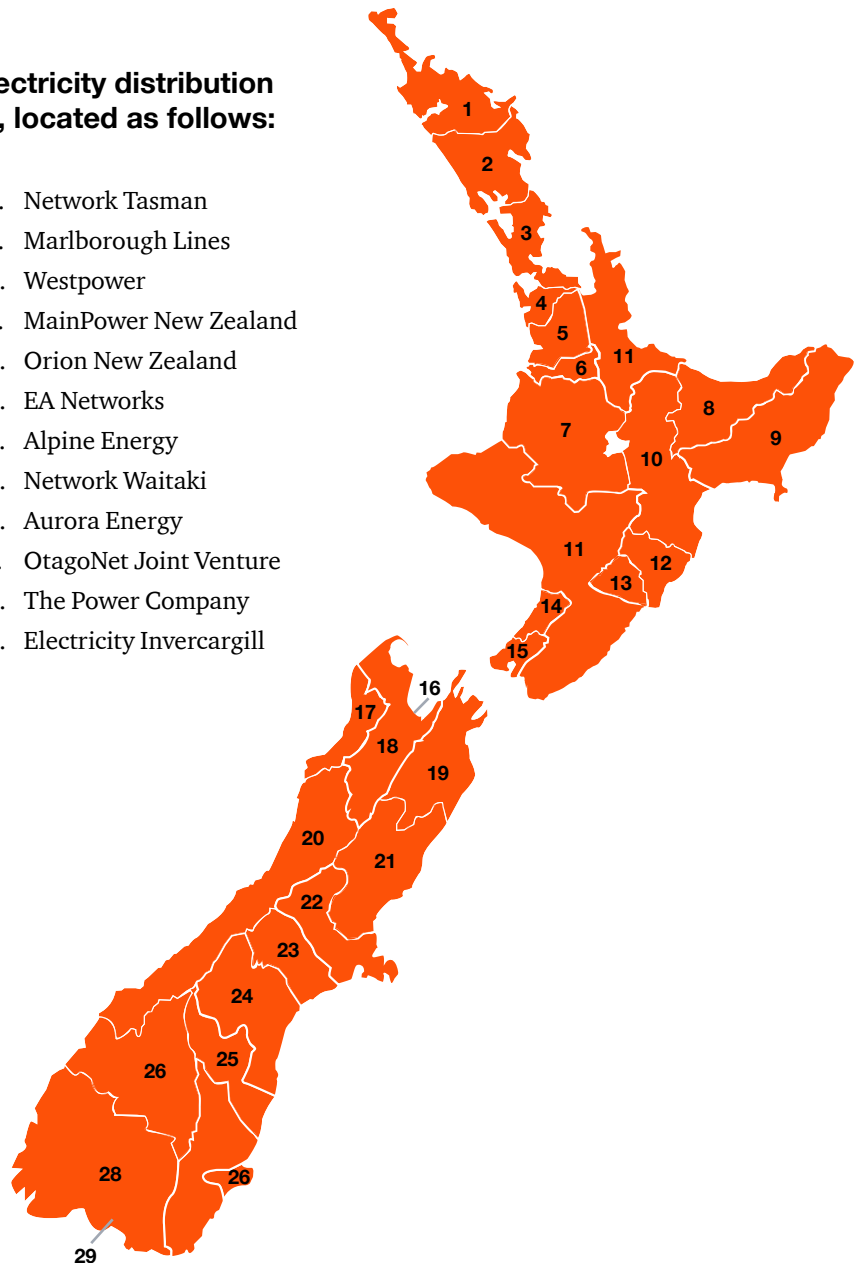 ectricity distribution
, located as follows:
. Network Tasman
. Marlborough Lines
. Westpower
. MainPower New Zealand
. Orion New Zealand
. EA Networks
. Alpine Energy
. Network Waitaki
. Aurora Energy
. OtagoNet Joint Venture
. The Power Company
. Electricity Invercargill
1
2
3
4
5
6
11
7
8
9
10
11
12
13
14
15
16
17
18
19
20
21
22
23
24
25
26
28
26
29